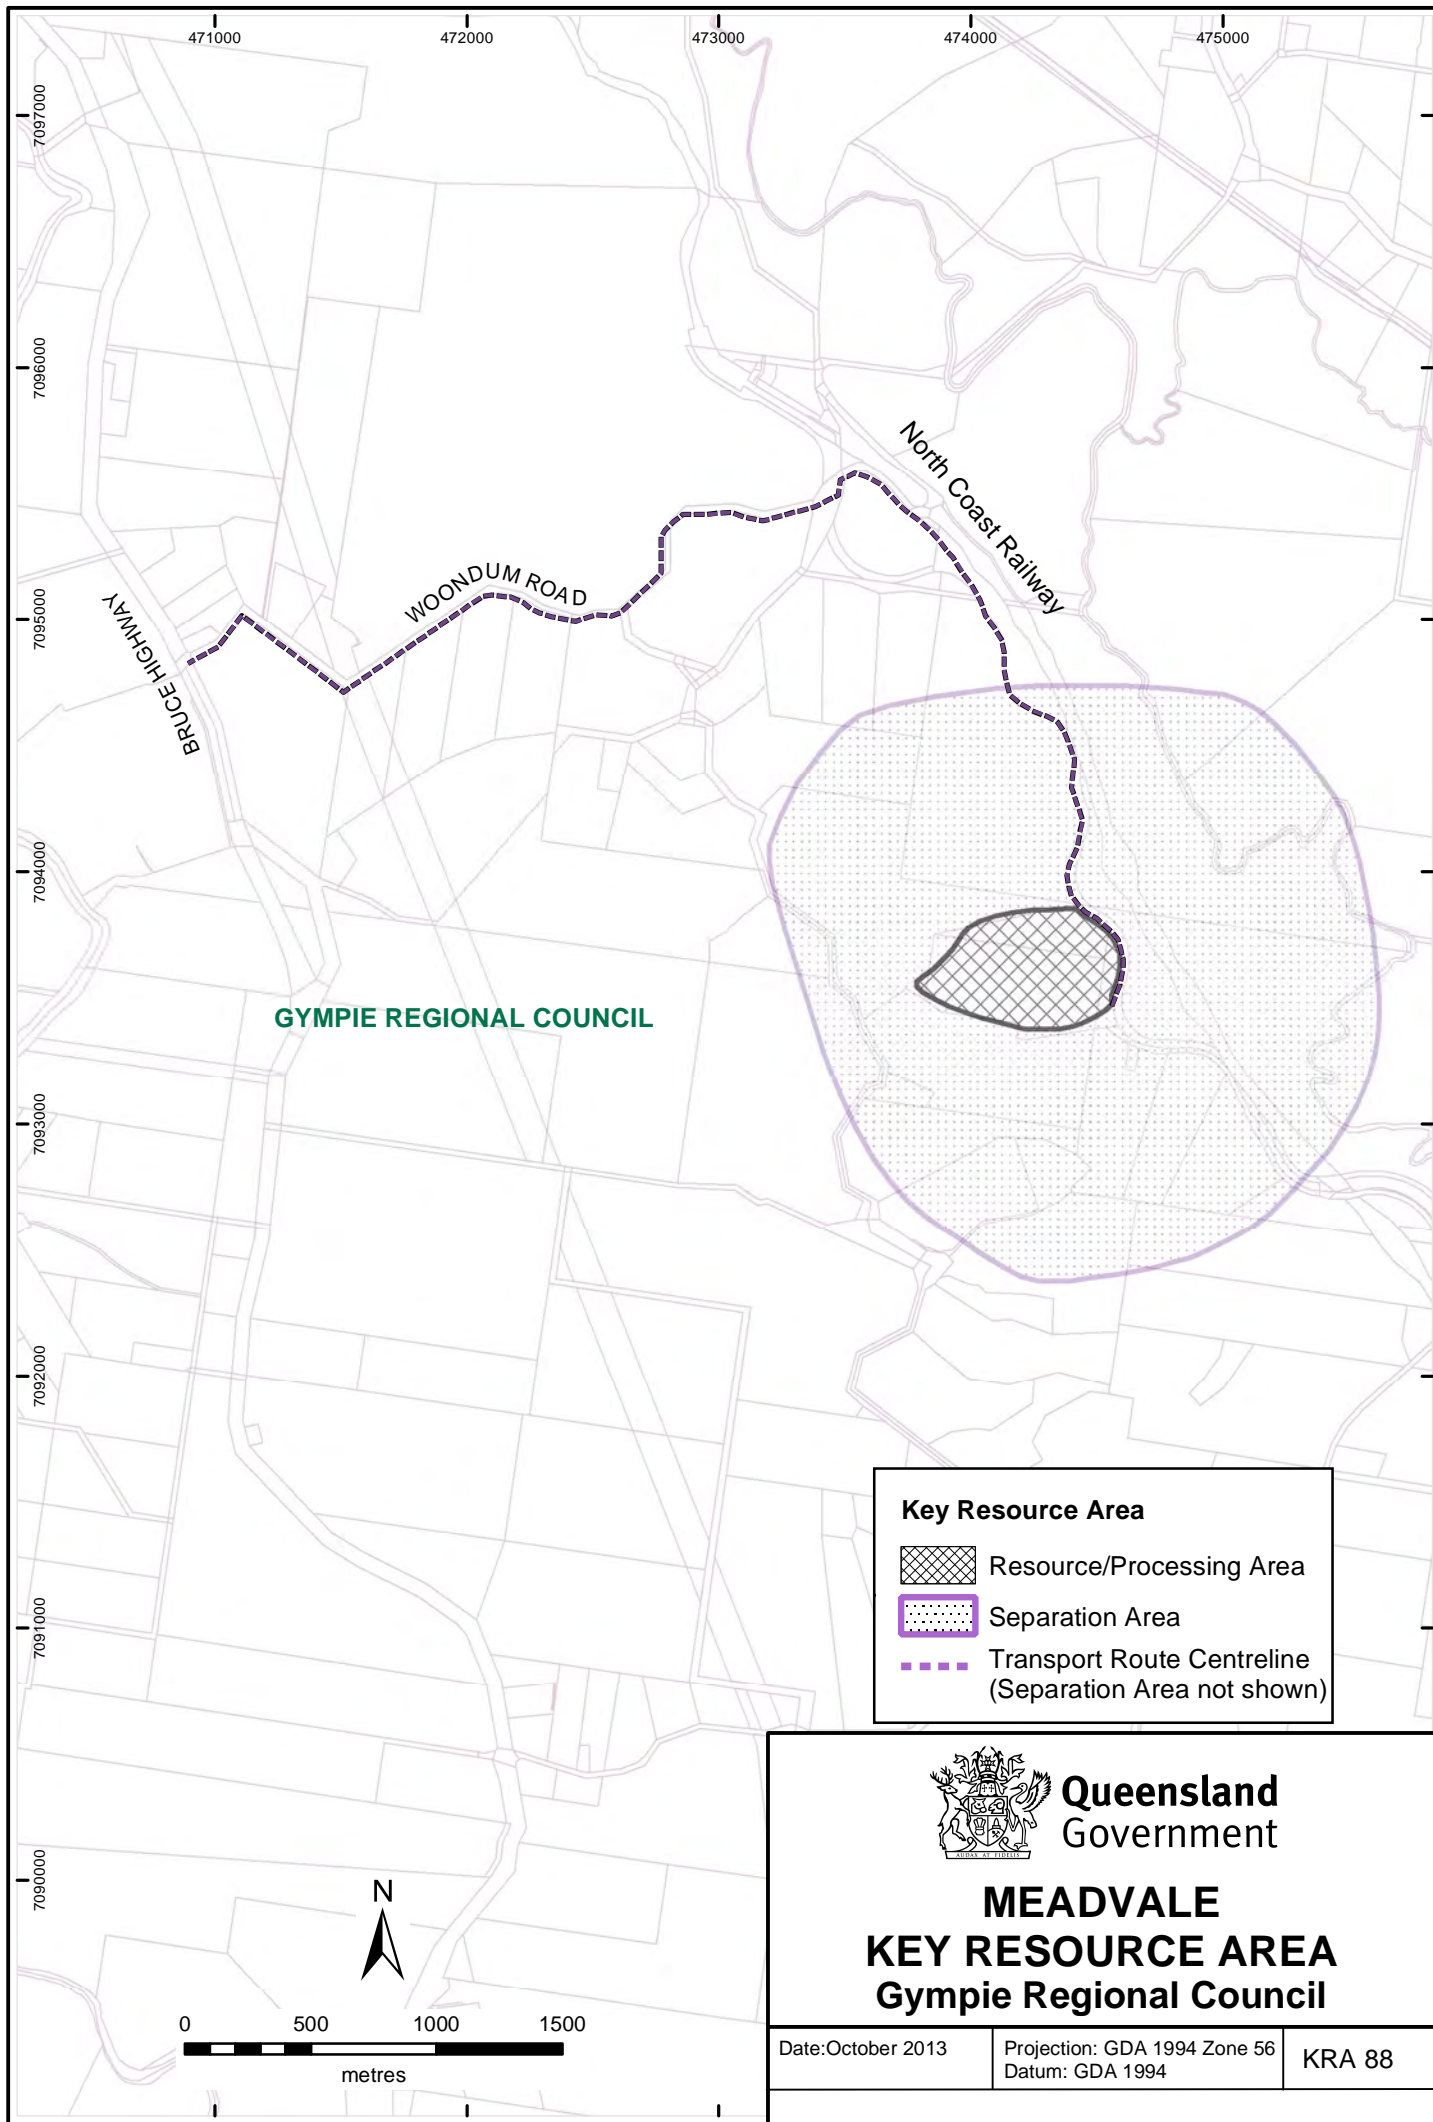 471000
472000
473000
474000
475000
7097000
7096000
7095000
7094000
7093000
7092000
7091000
7090000
North Coast Railway
WOONDUM ROAD
BRUCE HIGHWAY
GYMPIE REGIONAL COUNCIL
Key Resource Area
Resource/Processing Area
Separation Area
Transport Route Centreline
(Separation Area not shown)
Queensland
Government
AUDAX AT FIDELIS
MEADVALE
KEY RESOURCE AREA
Gympie Regional Council
Date:October 2013
Projection: GDA 1994 Zone 56
Datum: GDA 1994
KRA 88
N
0 500 1000 1500
metres